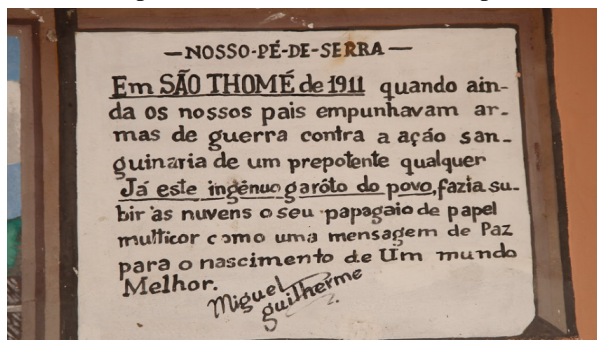 —NOSSO-PÉ-DE-SERRA—
Em SÃO THOMÉ de 1911 quando ain-
da os nossos pais empunhavam ar-
mas de guerra contra a ação san-
guinaria de um prepotente qualquer
Já este ingênuo garôto do povo, fazia su-
bir as nuvens o seu papagaio de papel
multicor como uma mensagem de Paz
para o nascimento de Um mundo
Melhor.
Miguel
guilherme